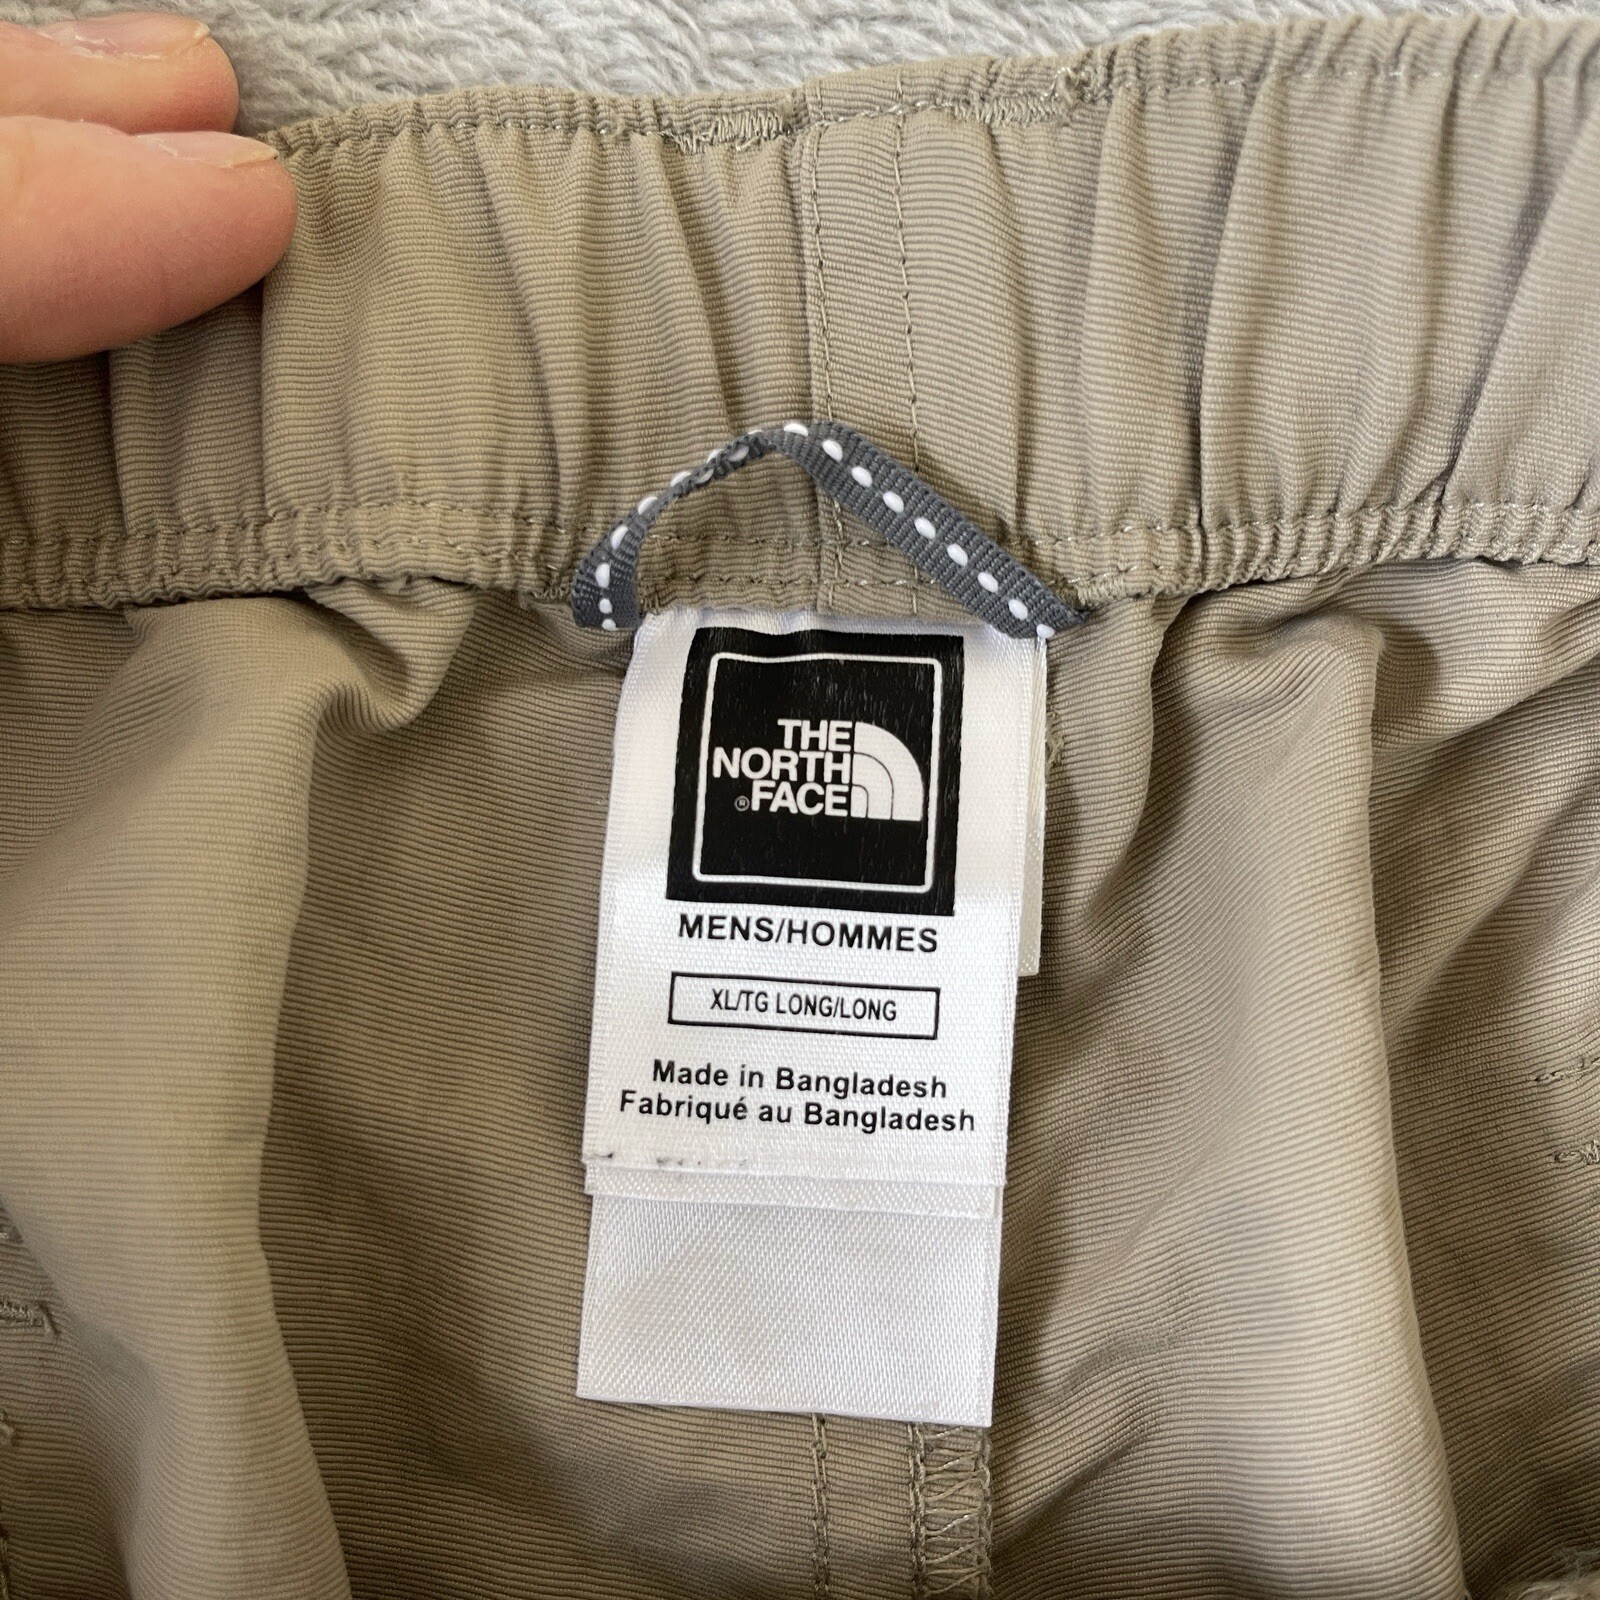 THE
NORTH
®FACE
MENS/HOMMES
XL/TG LONG/LONG
Made in Bangladesh
Fabriqué au Bangladesh